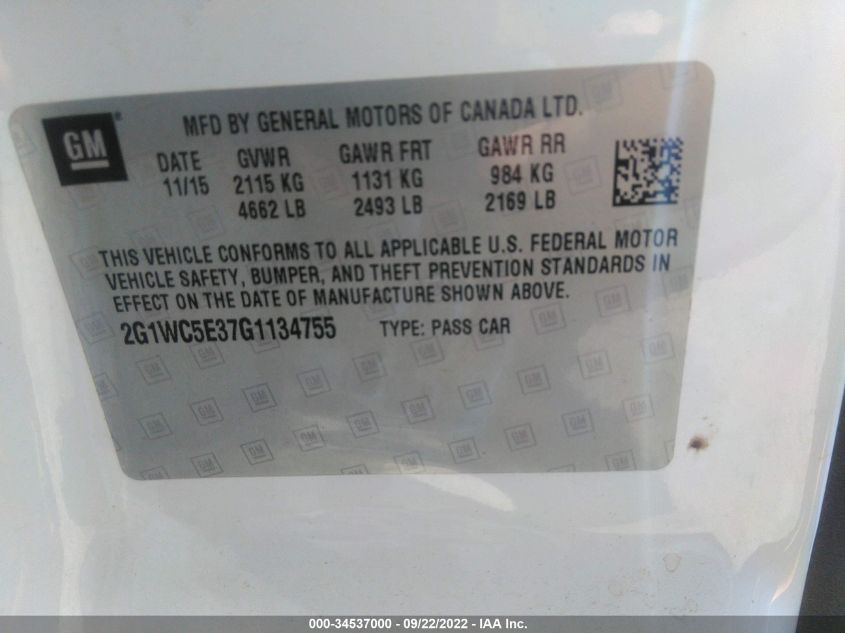 GM
MFD BY GENERAL MOTORS OF CANADA LTD.
DATE GVWR GAWR FRT GAWR RR
11/15 2115 KG 1131 KG 984 KG
4662 LB 2493 LB 2169 LB
THIS VEHICLE CONFORMS TO ALL APPLICABLE U.S. FEDERAL MOTOR
VEHICLE SAFETY, BUMPER, AND THEFT PREVENTION STANDARDS IN
EFFECT ON THE DATE OF MANUFACTURE SHOWN ABOVE.
2G1WC5E37G1134755 TYPE: PASS CAR
000-34537000 - 09/22/2022 - IAA Inc.